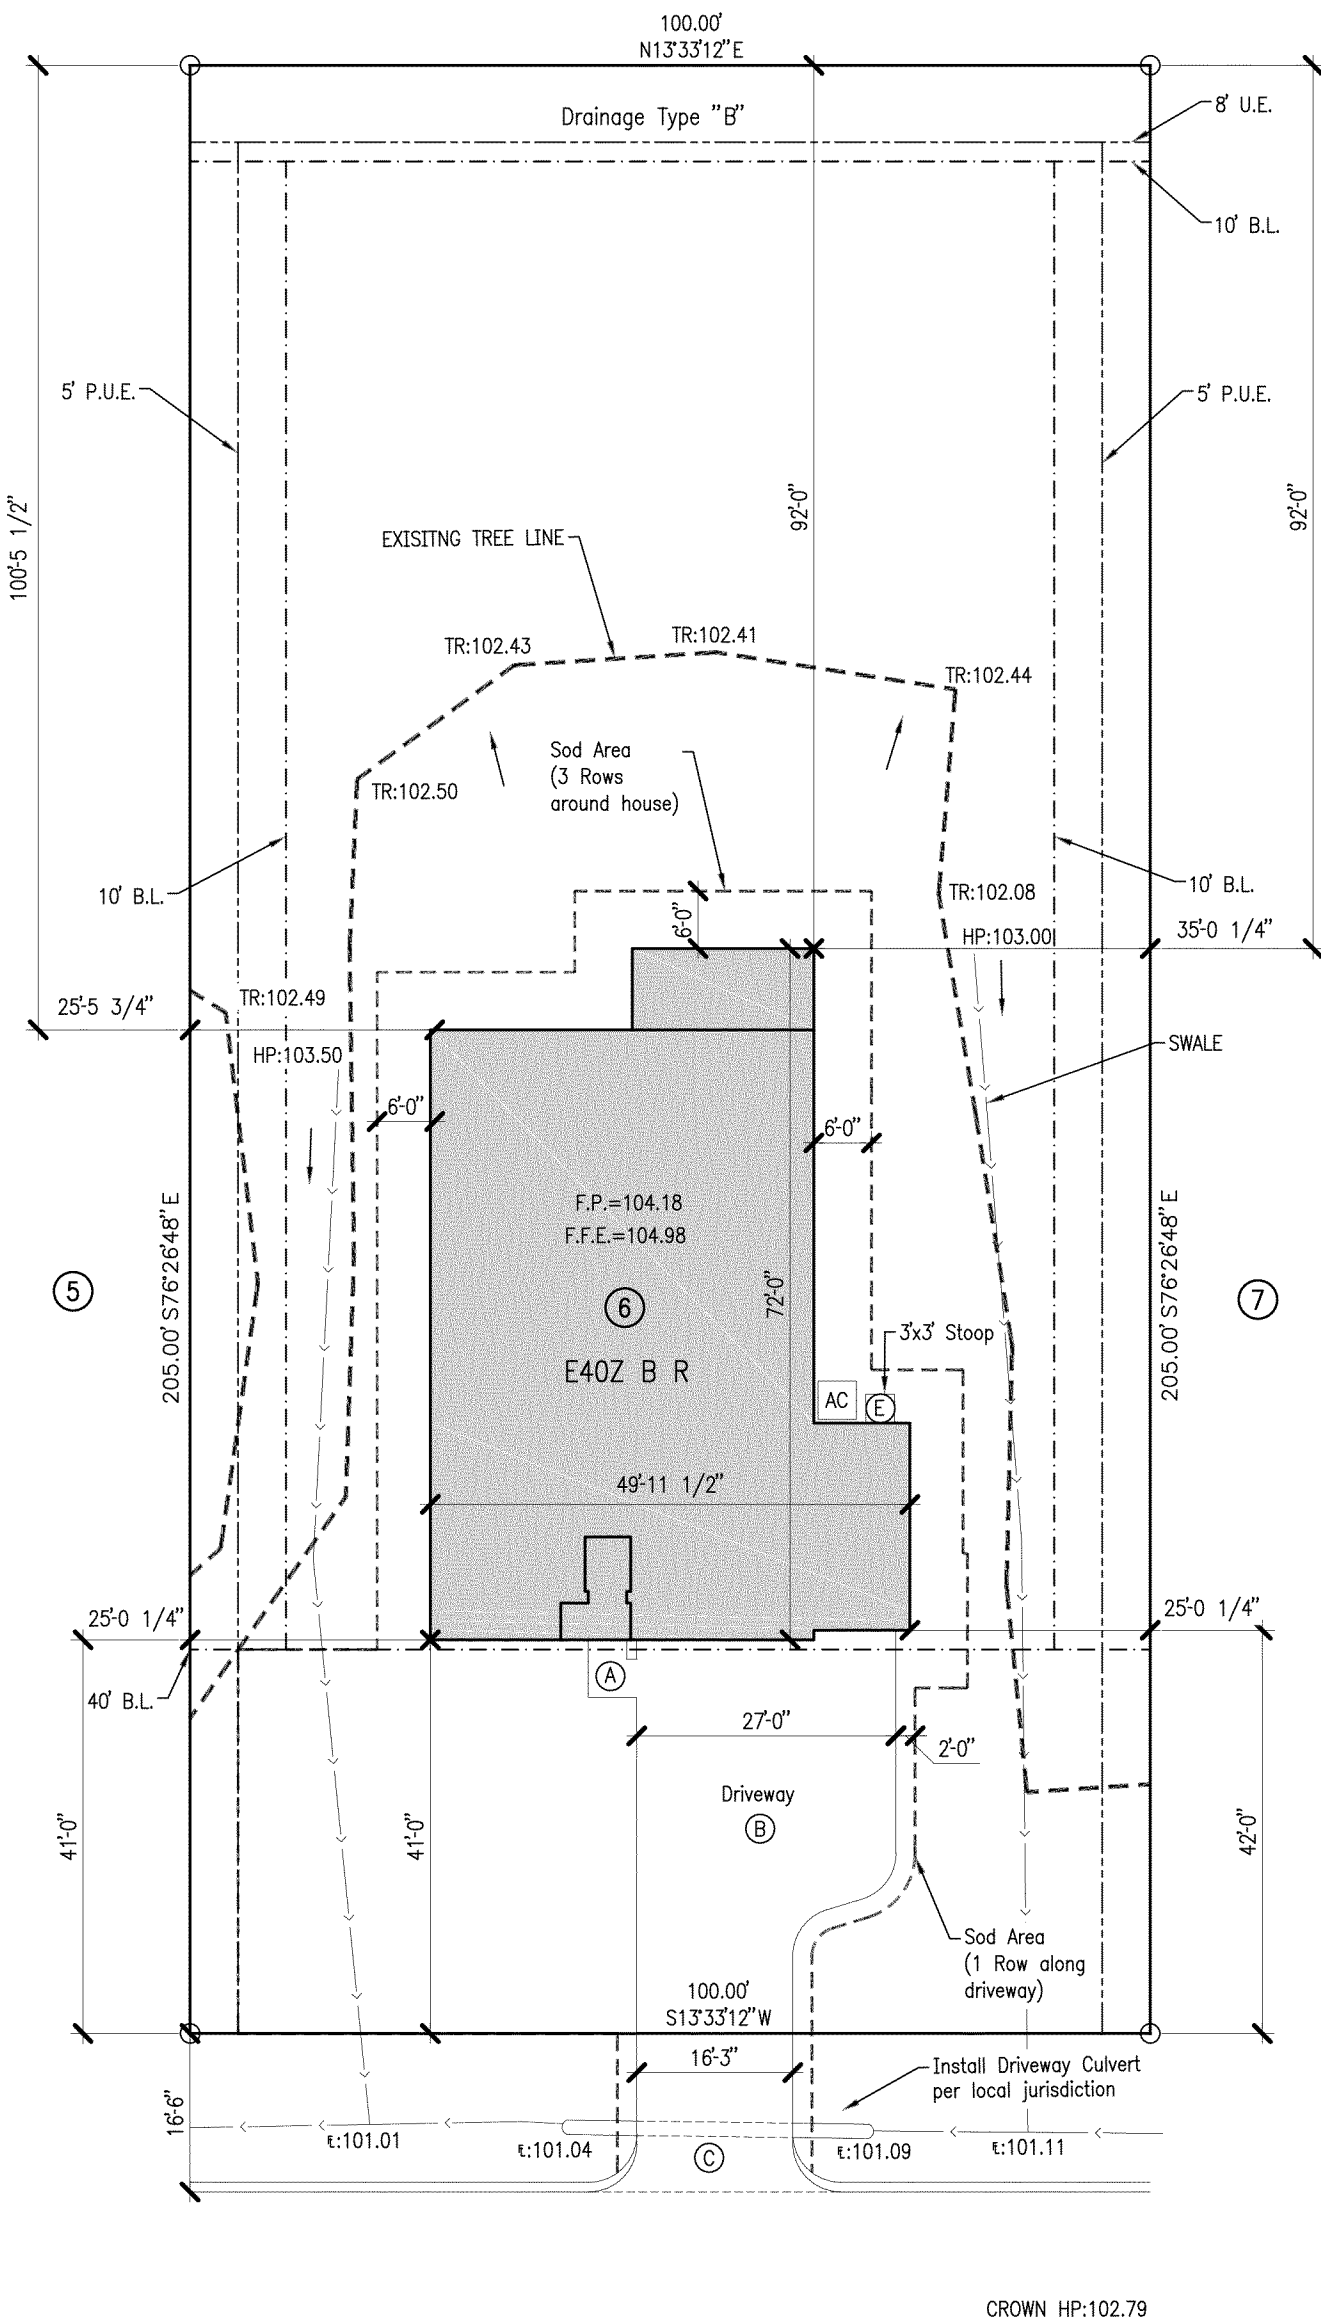 100.00'
N13°33'12"E
Drainage Type "B"
8' U.E.
10' B.L.
5' P.U.E.
5' P.U.E.
100'-5 1/2"
92'-0"
92'-0"
EXISITNG TREE LINE
TR:102.43
TR:102.41
TR:102.44
Sod Area
(3 Rows
around house)
TR:102.50
10' B.L.
10' B.L.
TR:102.08
6'-0"
HP:103.00
35'-0 1/4"
25'-5 3/4"
TR:102.49
HP:103.50
SWALE
6'-0"
6'-0"
205.00' S76°26'48"E
205.00' S76°26'48"E
F.P.=104.18
F.F.E.=104.98
5
6
7
72'-0"
3'x3' Stoop
E40Z B R
AC
E
49'-11 1/2"
25'-0 1/4"
25'-0 1/4"
A
40' B.L.
27'-0"
2'-0"
Driveway
B
41'-0"
41'-0"
42'-0"
Sod Area
(1 Row along
driveway)
100.00'
S13°33'12"W
16'-3"
Install Driveway Culvert
per local jurisdiction
16'-6"
℄:101.01
℄:101.04
C
℄:101.09
℄:101.11
CROWN HP:102.79